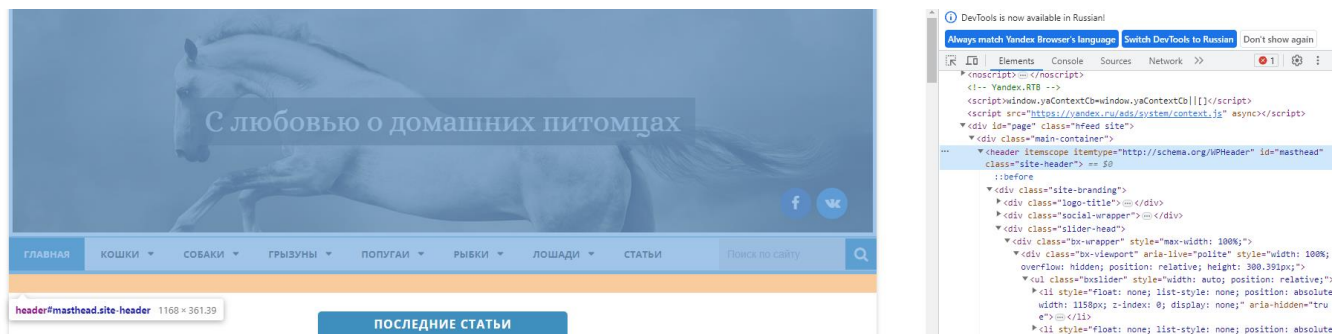 С любовью о домашних питомцах
f
ГЛАВНАЯ КОШКИ СОБАКИ ГРЫЗУНЫ ПОПУГАИ РЫБКИ ЛОШАДИ СТАТЬИ Поиск по сайту
header#masthead.site-header 1168 × 361.39
ПОСЛЕДНИЕ СТАТЬИ
DevTools is now available in Russian!
Always match Yandex Browser's language Switch DevTools to Russian Don't show again
Elements Console Sources Network 1
<noscript>…</noscript>
<!-- Yandex.RTB -->
<script>window.yaContextCb=window.yaContextCb||[]</script>
<script src="https://yandex.ru/ads/system/context.js" async></script>
<div id="page" class="hfeed site">
<div class="main-container">
<header itemscope itemtype="http://schema.org/WPHeader" id="masthead"
class="site-header"> == $0
::before
<div class="site-branding">
<div class="logo-title">…</div>
<div class="social-wrapper">…</div>
<div class="slider-head">
<div class="bx-wrapper" style="max-width: 100%;">
<div class="bx-viewport" aria-live="polite" style="width: 100%;
overflow: hidden; position: relative; height: 300.391px;">
<ul class="bxslider" style="width: auto; position: relative;">
<li style="float: none; list-style: none; position: absolute
width: 1158px; z-index: 0; display: none;" aria-hidden="tru
e">…</li>
<li style="float: none; list-style: none; position: absolute